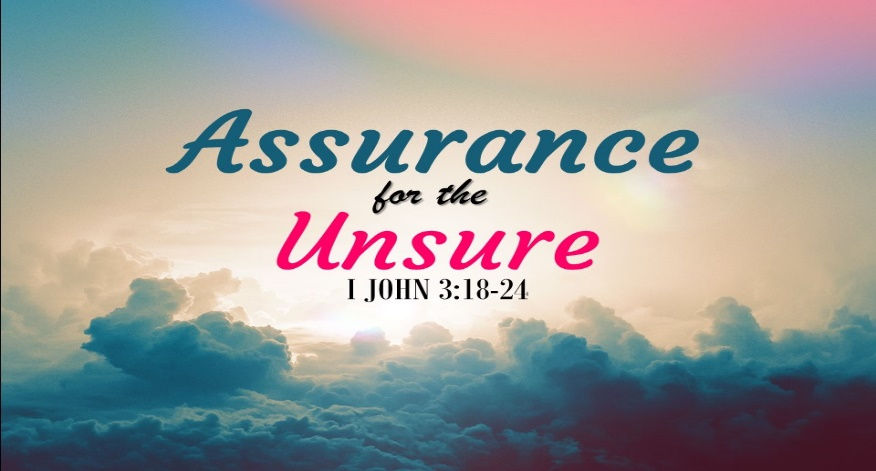 Assurance
for the
Unsure
I JOHN 3:18-24